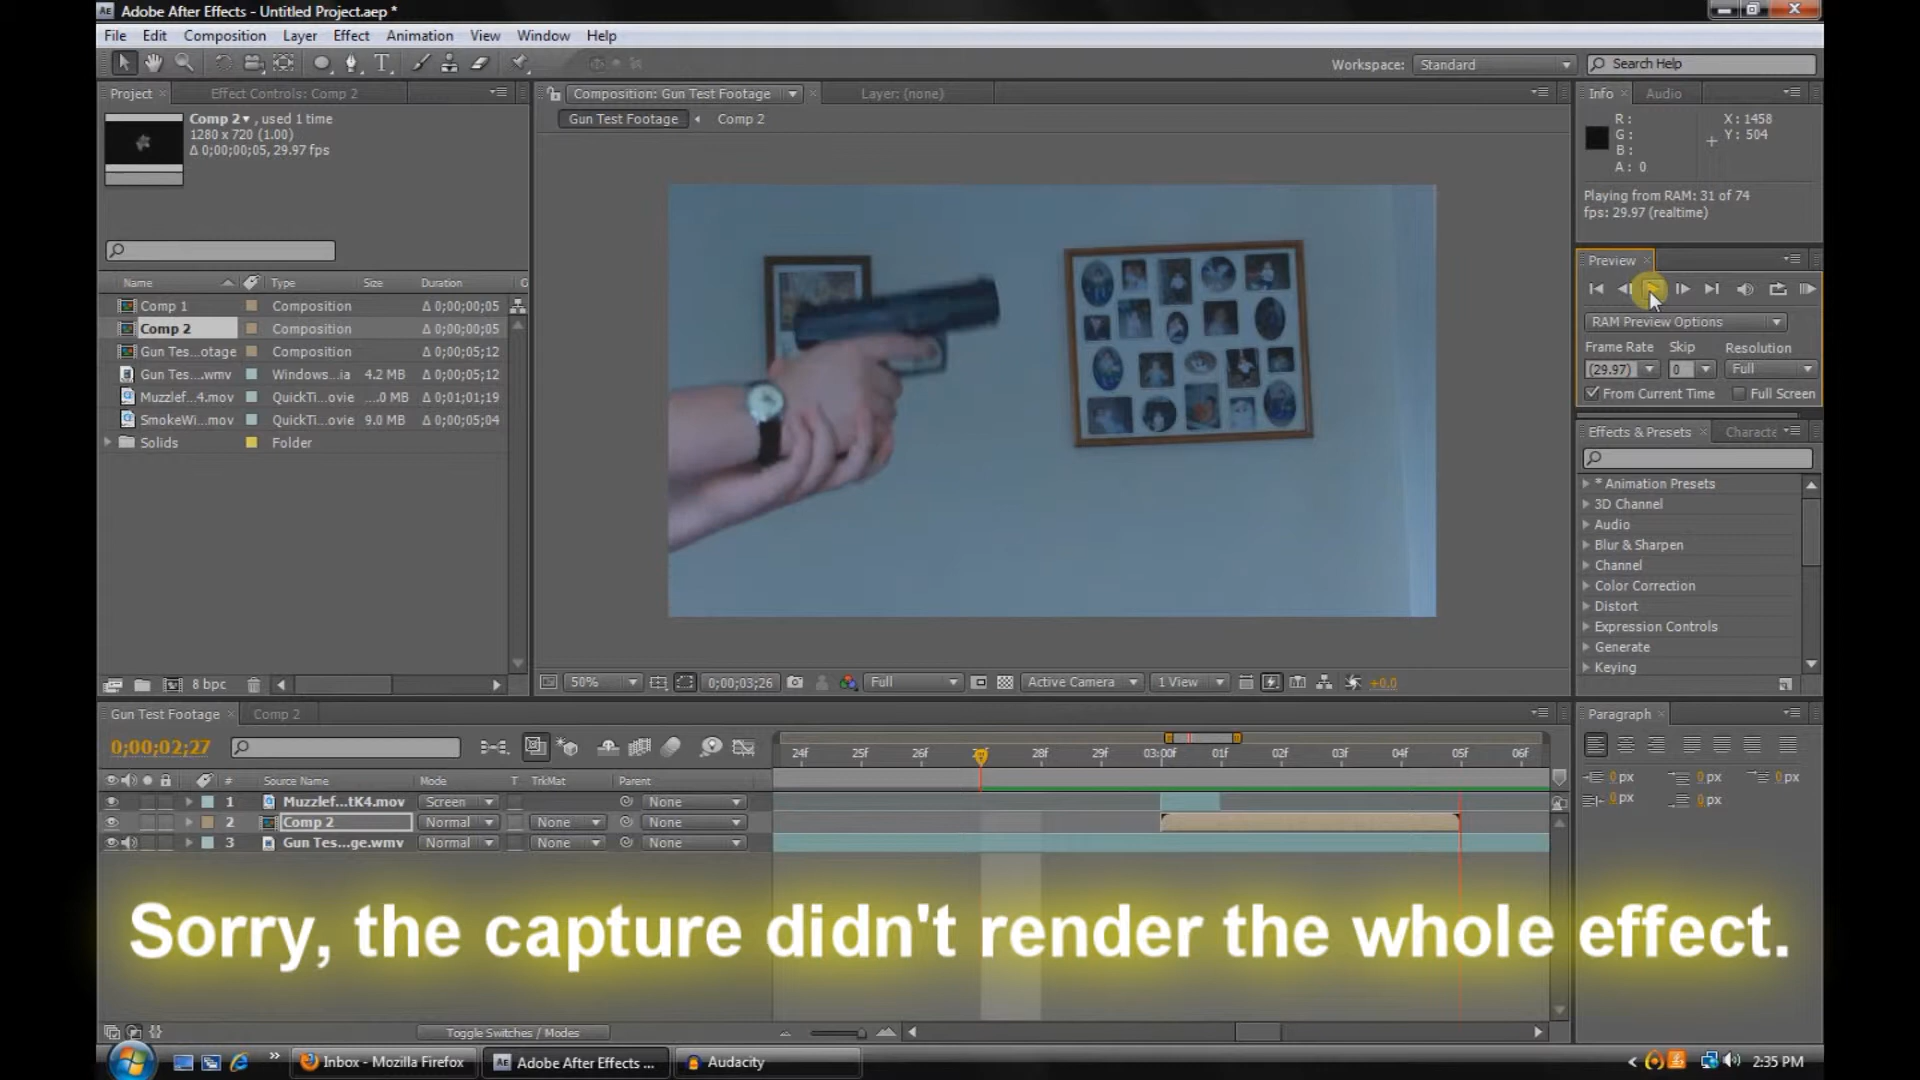 Adobe After Effects - Untitled Project.aep *
File Edit Composition Layer Effect Animation View Window Help
Workspace: Standard Search Help
Project Effect Controls: Comp 2
Composition: Gun Test Footage Layer: (none)
Info Audio
Comp 2, used 1 time
1280 x 720 (1.00)
Δ 0;00;00;05, 29.97 fps
Gun Test Footage Comp 2
R :
G :
B :
A : 0
X : 1458
Y : 504
Playing from RAM: 31 of 74
fps: 29.97 (realtime)
Preview
RAM Preview Options
Frame Rate Skip Resolution
(29.97) 0 Full
From Current Time Full Screen
Name Type Size Duration
Comp 1 Composition Δ 0;00;00;05
Comp 2 Composition Δ 0;00;00;05
Gun Tes...otage Composition Δ 0;00;05;12
Gun Tes...wmv Windows...ia 4.2 MB Δ 0;00;05;12
Muzzlef...4.mov QuickTi...ovie ....0 MB Δ 0;01;01;19
SmokeWi...mov QuickTi...ovie 9.0 MB Δ 0;00;05;04
Solids Folder
Effects & Presets Characte
* Animation Presets
3D Channel
Audio
Blur & Sharpen
Channel
Color Correction
Distort
Expression Controls
Generate
Keying
8 bpc
50% 0;00;03;26 Full Active Camera 1 View +0.0
Gun Test Footage Comp 2
Paragraph
0;00;02;27
24f 25f 26f 28f 29f 03:00f 01f 02f 03f 04f 05f 06f
# Source Name Mode T TrkMat Parent
1 Muzzlef...tK4.mov Screen None
2 Comp 2 Normal None None
3 Gun Tes...ge.wmv Normal None None
0 px 0 px 0 px
0 px 0 px
Sorry, the capture didn't render the whole effect.
Toggle Switches / Modes
Inbox - Mozilla Firefox Adobe After Effects ... Audacity 2:35 PM